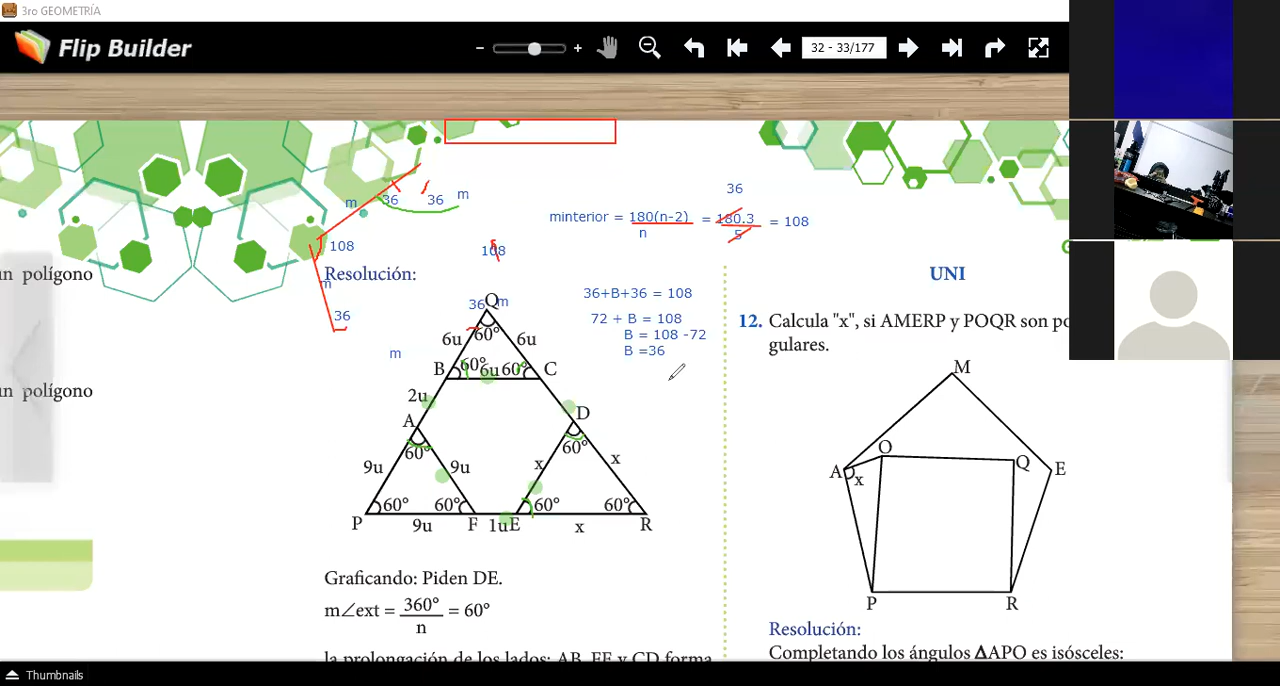 3ro GEOMETRÍA
Flip Builder
32 - 33/177
36
m
36
36
m
minterior = 180(n-2) = 180.3 = 108
n
5
108
108
m
36
m
un polígono
un polígono
Resolución:
36+B+36 = 108
72 + B = 108
B = 108 -72
B =36
Q
36
m
60°
6u
6u
B
60°
6u
60°
C
2u
A
D
60°
60°
9u
9u
x
x
60°
60°
60°
60°
P
9u
F
1u
E
x
R
Graficando: Piden DE.
m∠ext = 360° = 60°
n
la prolongación de los lados: AB, EF y CD forma
UNI
12. Calcula "x", si AMERP y POQR son po
gulares.
M
O
Q
A
x
E
P
R
Resolución:
Completando los ángulos ΔAPO es isósceles:
Thumbnails